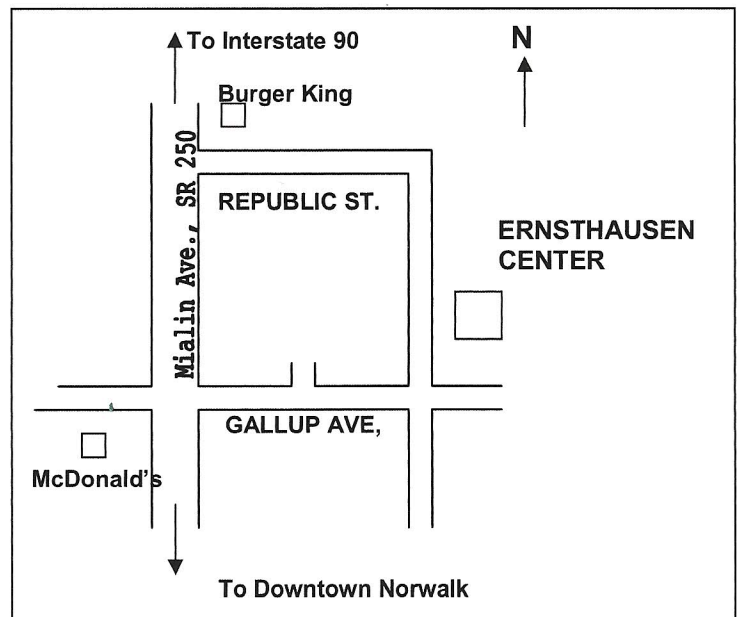 To Interstate 90
N
Burger King
Mialin Ave., SR 250
REPUBLIC ST.
ERNSTHAUSEN
CENTER
GALLUP AVE,
McDonald's
To Downtown Norwalk